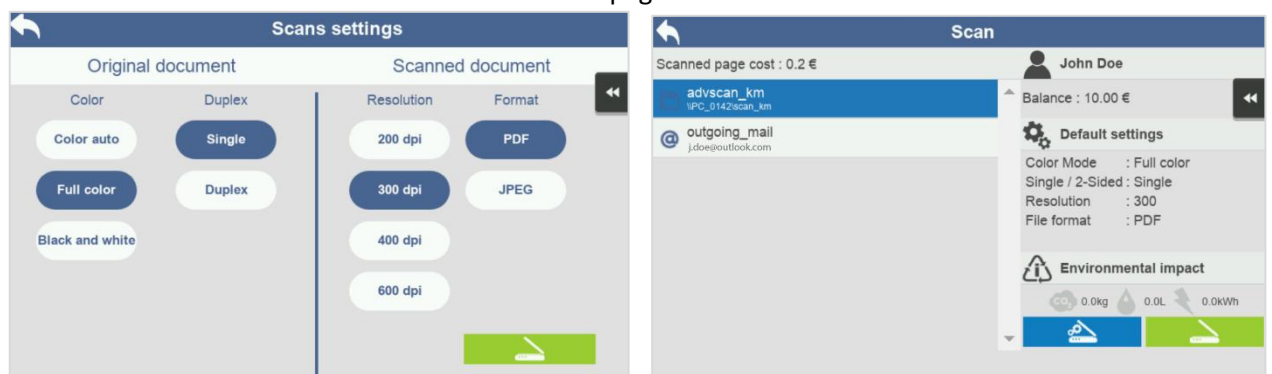 Scans settings
Original document
Scanned document
Color
Duplex
Resolution
Format
Color auto
Single
200 dpi
PDF
Full color
Duplex
300 dpi
JPEG
Black and white
400 dpi
600 dpi
Scan
Scanned page cost : 0.2 €
John Doe
advscan_km
\\PC_0142\scan_km
Balance : 10.00 €
outgoing_mail
j.doe@outlook.com
Default settings
Color Mode : Full color
Single / 2-Sided : Single
Resolution : 300
File format : PDF
Environmental impact
CO₂ 0.0kg 0.0L 0.0kWh